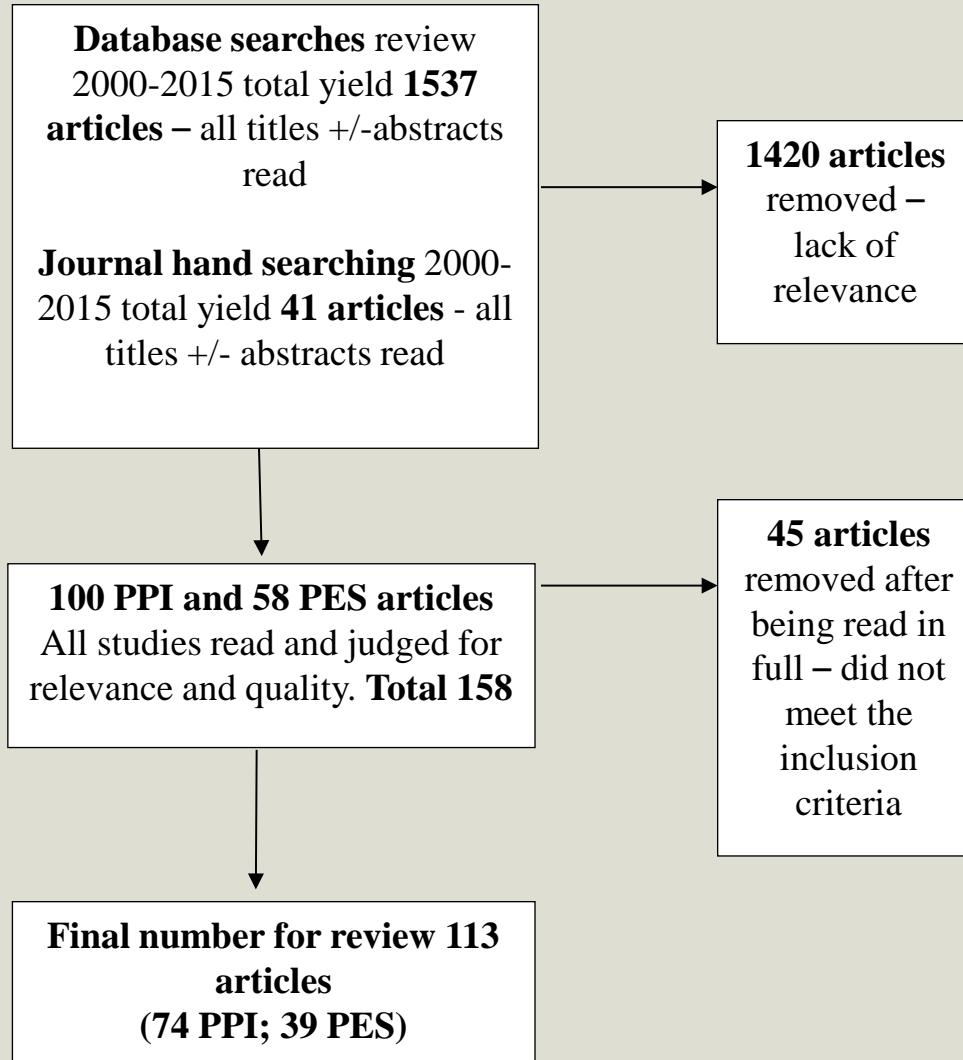 Database searches review
2000-2015 total yield 1537
articles – all titles +/-abstracts
read
Journal hand searching 2000-
2015 total yield 41 articles - all
titles +/- abstracts read
1420 articles
removed –
lack of
relevance
100 PPI and 58 PES articles
All studies read and judged for
relevance and quality. Total 158
45 articles
removed after
being read in
full – did not
meet the
inclusion
criteria
Final number for review 113
articles
(74 PPI; 39 PES)